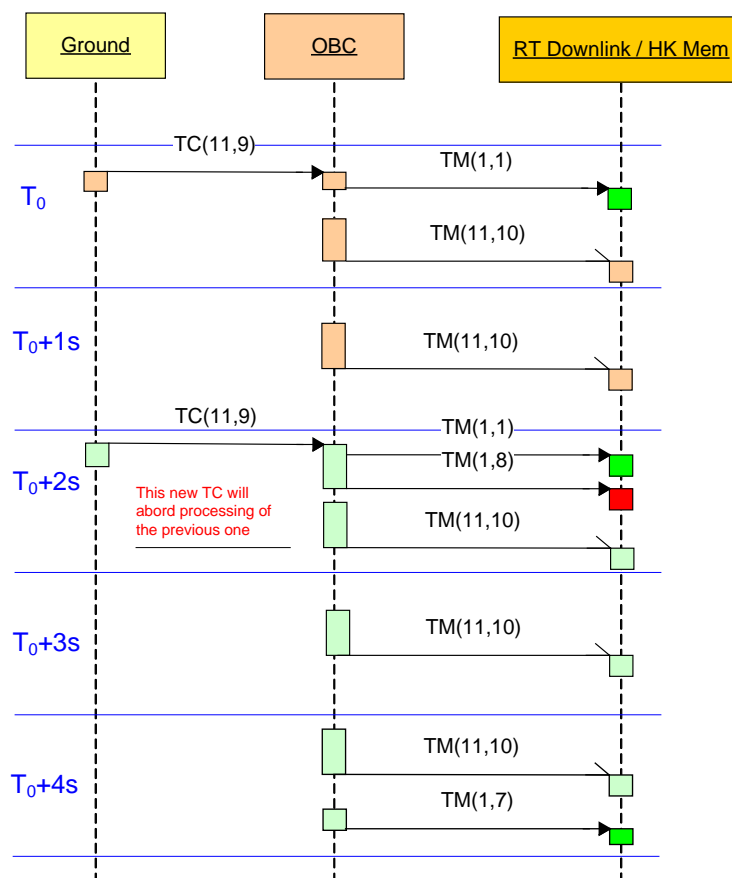 Ground
OBC
RT Downlink / HK Mem
TC(11,9)
TM(1,1)
T0
TM(11,10)
T0+1s
TM(11,10)
TC(11,9)
TM(1,1)
TM(1,8)
T0+2s
This new TC will
abord processing of
the previous one
TM(11,10)
T0+3s
TM(11,10)
TM(11,10)
T0+4s
TM(1,7)